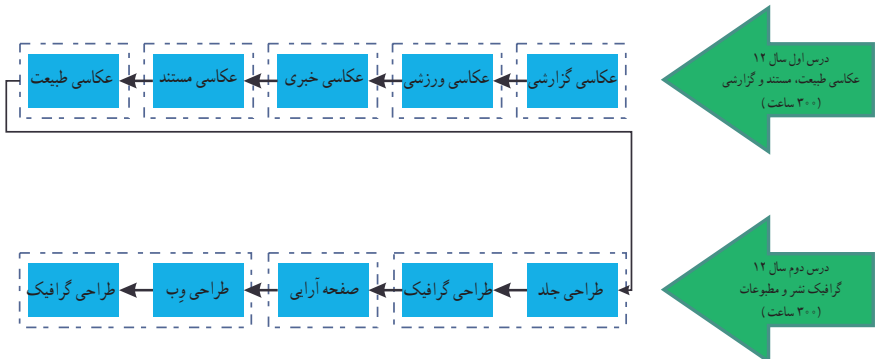 درس اول سال ۱۲
عکاسی طبیعت، مستند و گزارشی
(۳۰۰ ساعت)
عکاسی گزارشی
عکاسی ورزشی
عکاسی خبری
عکاسی مستند
عکاسی طبیعت
درس دوم سال ۱۲
گرافیک نشر و مطبوعات
(۳۰۰ ساعت)
طراحی جلد
طراحی گرافیک
صفحه آرایی
طراحی وِب
طراحی گرافیک